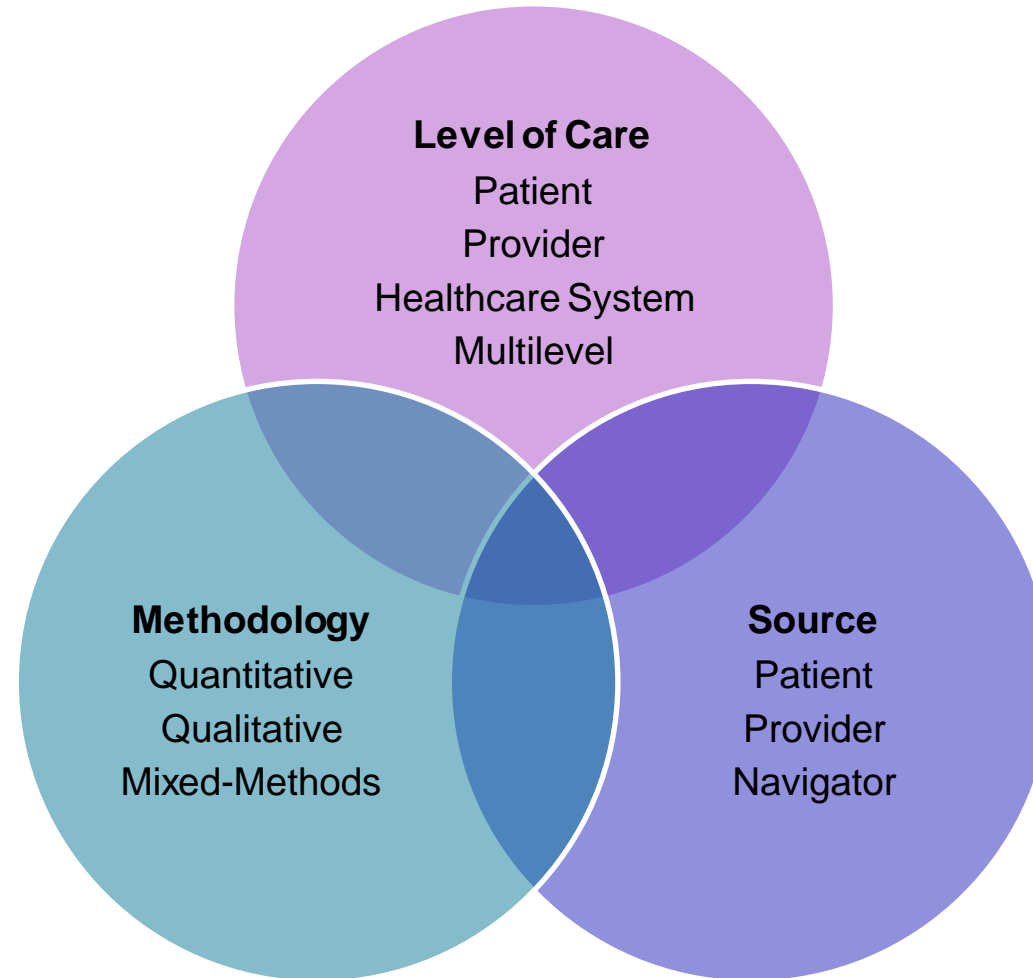 Level of Care
Patient
Provider
Healthcare System
Multilevel
Methodology
Quantitative
Qualitative
Mixed-Methods
Source
Patient
Provider
Navigator